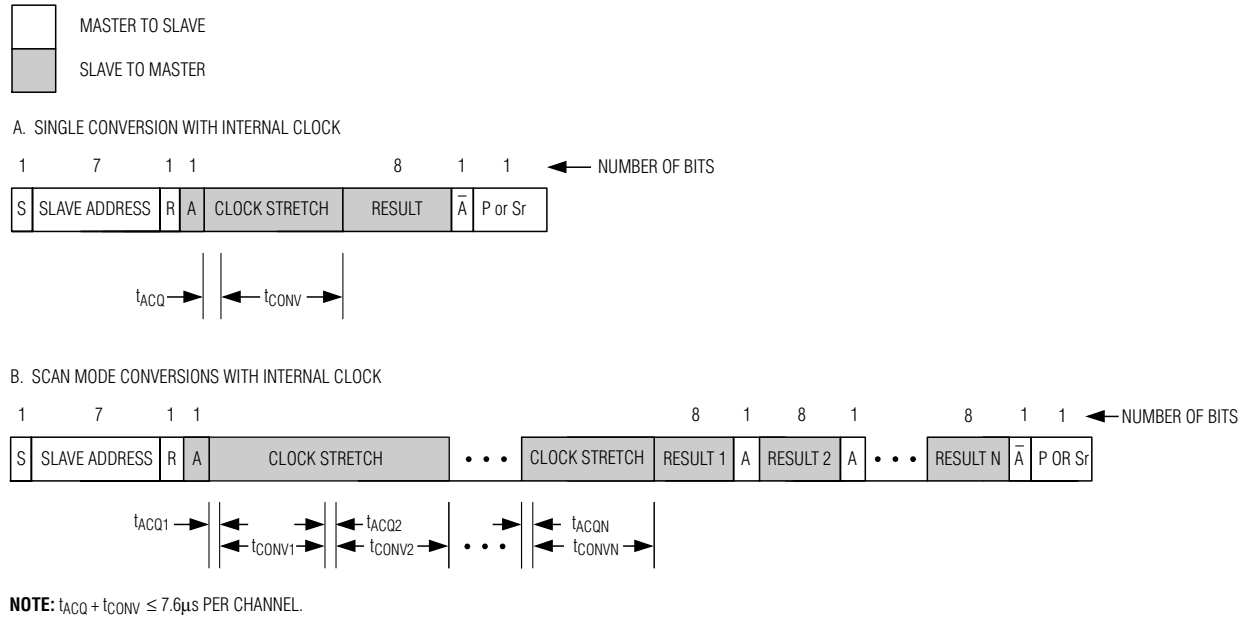 MASTER TO SLAVE
SLAVE TO MASTER
A. SINGLE CONVERSION WITH INTERNAL CLOCK
1 7 1 1 8 1 1 NUMBER OF BITS
S SLAVE ADDRESS R A CLOCK STRETCH RESULT A̅ P or Sr
tACQ tCONV
B. SCAN MODE CONVERSIONS WITH INTERNAL CLOCK
1 7 1 1 8 1 8 1 8 1 1 NUMBER OF BITS
S SLAVE ADDRESS R A CLOCK STRETCH • • • CLOCK STRETCH RESULT 1 A RESULT 2 A • • • RESULT N A̅ P OR Sr
tACQ1 tACQ2 tACQN
tCONV1 tCONV2 • • • tCONVN
NOTE: tACQ + tCONV ≤ 7.6μs PER CHANNEL.